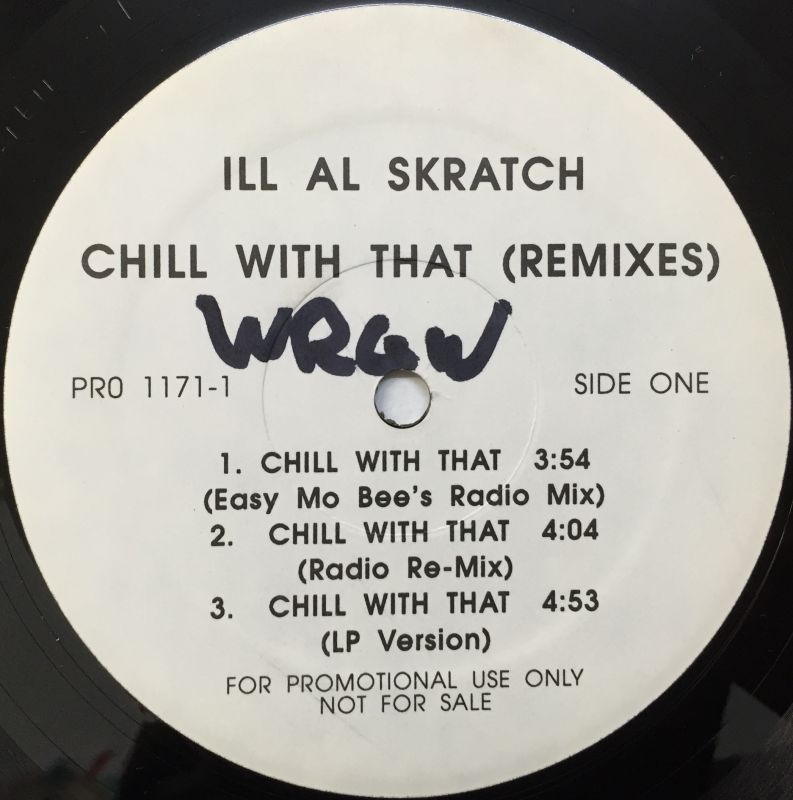 ILL AL SKRATCH
CHILL WITH THAT (REMIXES)
WRGW
PRO 1171-1
SIDE ONE
1. CHILL WITH THAT 3:54
(Easy Mo Bee's Radio Mix)
2. CHILL WITH THAT 4:04
(Radio Re-Mix)
3. CHILL WITH THAT 4:53
(LP Version)
FOR PROMOTIONAL USE ONLY
NOT FOR SALE